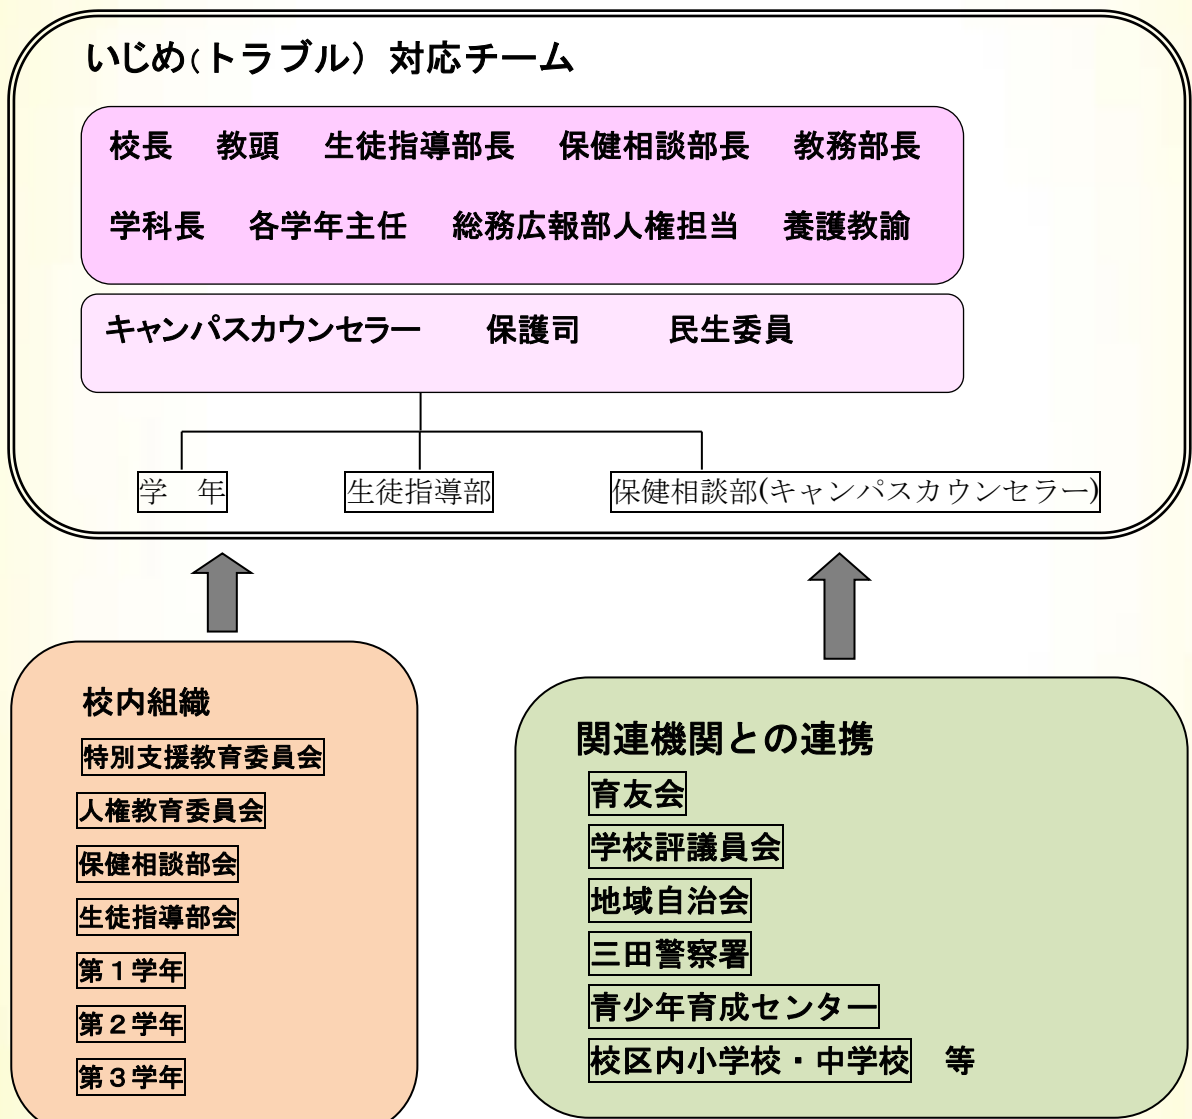 いじめ(トラブル) 対応チーム
校長 教頭 生徒指導部長 保健相談部長 教務部長
学科長 各学年主任 総務広報部人権担当 養護教諭
キャンパスカウンセラー 保護司 民生委員
学　年 生徒指導部 保健相談部(キャンパスカウンセラー)
校内組織
特別支援教育委員会
人権教育委員会
保健相談部会
生徒指導部会
第１学年
第２学年
第３学年
関連機関との連携
育友会
学校評議員会
地域自治会
三田警察署
青少年育成センター
校区内小学校・中学校　等